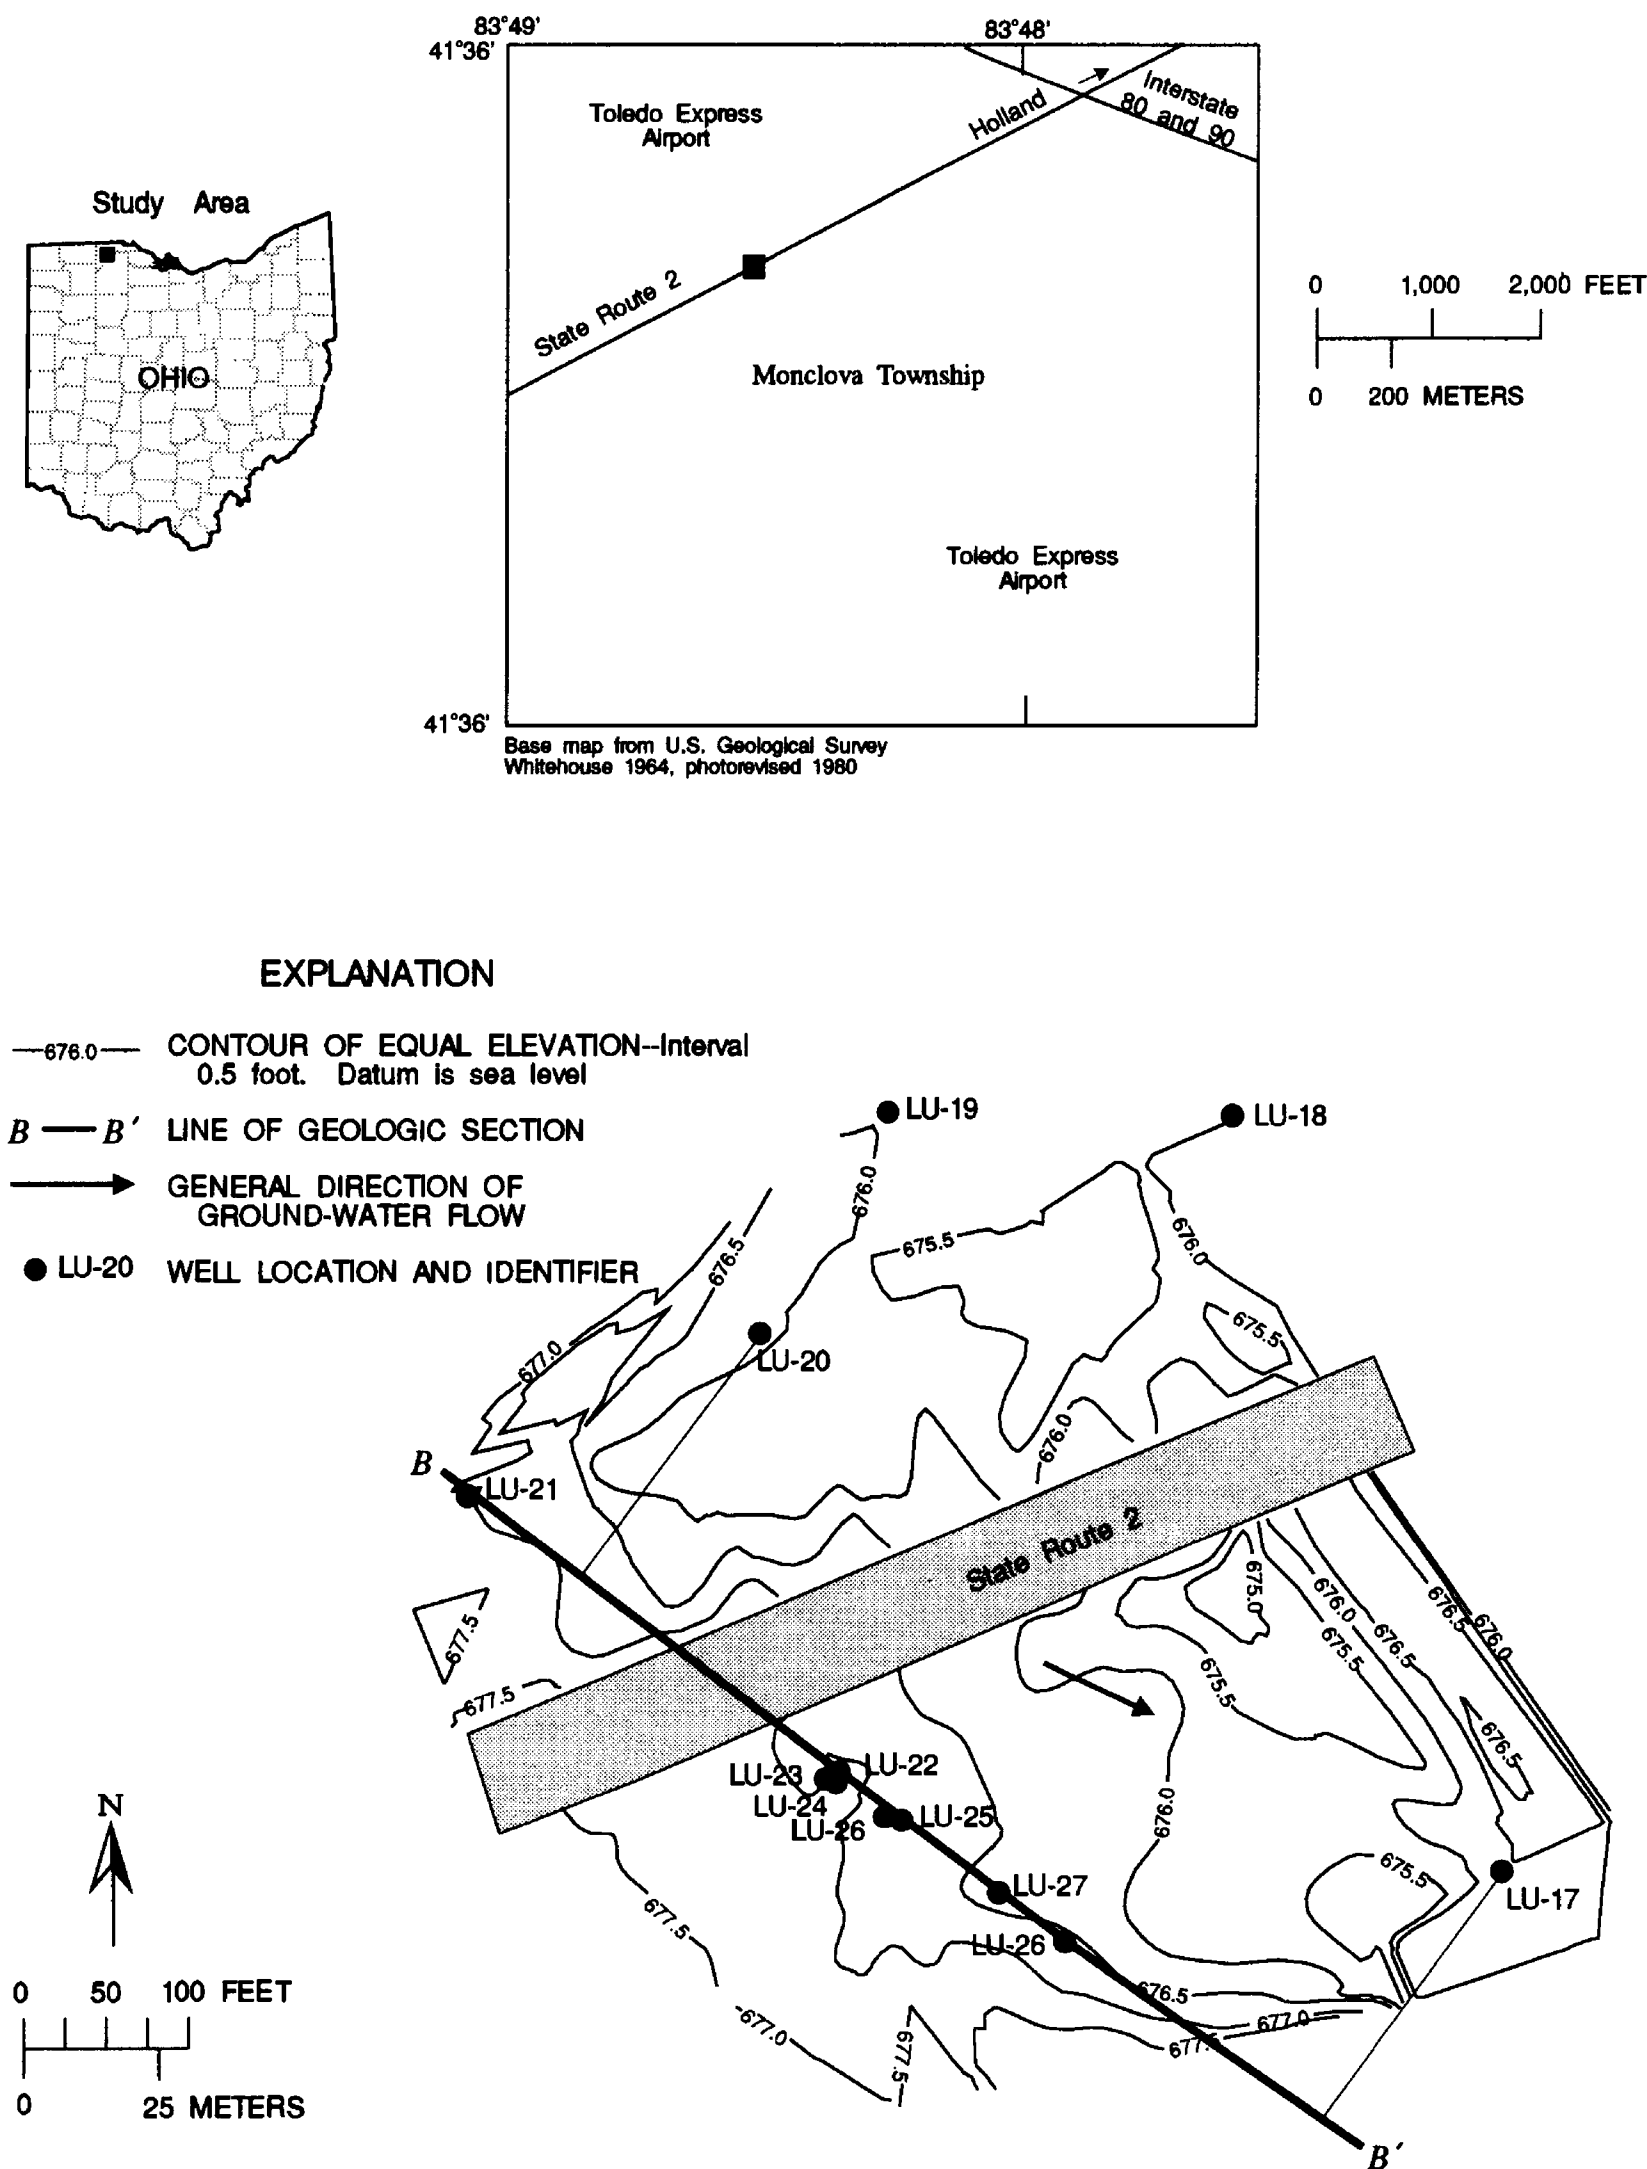 83°49'
83°48'
41°36'
Toledo Express
Airport
Holland
Interstate
80 and 90
State Route 2
Monclova Township
Toledo Express
Airport
41°36'
Base map from U.S. Geological Survey
Whitehouse 1964, photorevised 1980
Study Area
OHIO
0 1,000 2,000 FEET
0 200 METERS
EXPLANATION
676.0 CONTOUR OF EQUAL ELEVATION--Interval
0.5 foot. Datum is sea level
B B' LINE OF GEOLOGIC SECTION
GENERAL DIRECTION OF
GROUND-WATER FLOW
LU-20 WELL LOCATION AND IDENTIFIER
LU-19
LU-18
676.0
676.5
675.5
676.0
677.0
675.5
LU-20
676.0
B
LU-21
State Route 2
677.5
677.5
675.0
676.0
676.5
676.5
676.0
675.5
675.5
676.5
LU-22
LU-23
LU-24
LU-26
LU-25
676.0
LU-27
LU-26
675.5
LU-17
677.5
676.5
677.0
677.0
677.5
677.5
B'
N
0 50 100 FEET
0 25 METERS